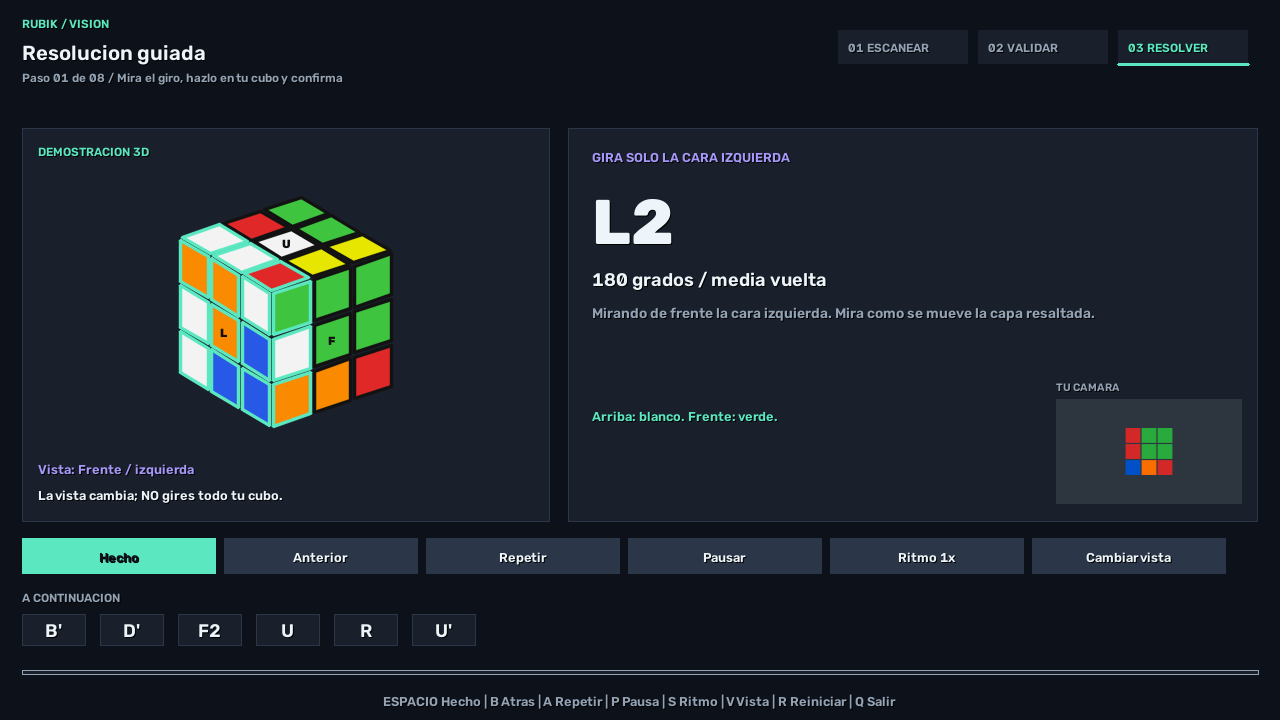 RUBIK / VISION
Resolucion guiada
Paso 01 de 08 / Mira el giro, hazlo en tu cubo y confirma
01 ESCANEAR
02 VALIDAR
03 RESOLVER
DEMOSTRACION 3D
U
L
F
Vista: Frente / izquierda
La vista cambia; NO gires todo tu cubo.
GIRA SOLO LA CARA IZQUIERDA
L2
180 grados / media vuelta
Mirando de frente la cara izquierda. Mira como se mueve la capa resaltada.
Arriba: blanco. Frente: verde.
TU CAMARA
Hecho
Anterior
Repetir
Pausar
Ritmo 1x
Cambiar vista
A CONTINUACION
B'
D'
F2
U
R
U'
ESPACIO Hecho | B Atras | A Repetir | P Pausa | S Ritmo | V Vista | R Reiniciar | Q Salir